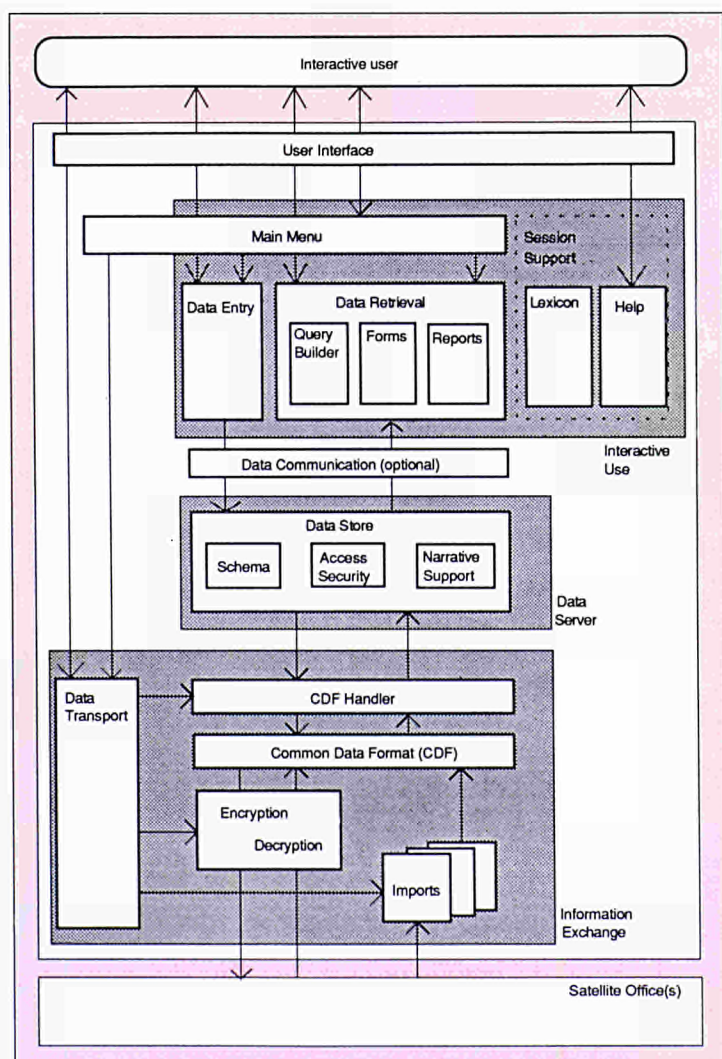 Interactive user
User Interface
Main Menu
Session
Support
Data Entry
Data Retrieval
Query
Builder
Forms
Reports
Lexicon
Help
Interactive
Use
Data Communication (optional)
Data Store
Schema
Access
Security
Narrative
Support
Data
Server
Data
Transport
CDF Handler
Common Data Format (CDF)
Encryption
Decryption
Imports
Information
Exchange
Satellite Office(s)